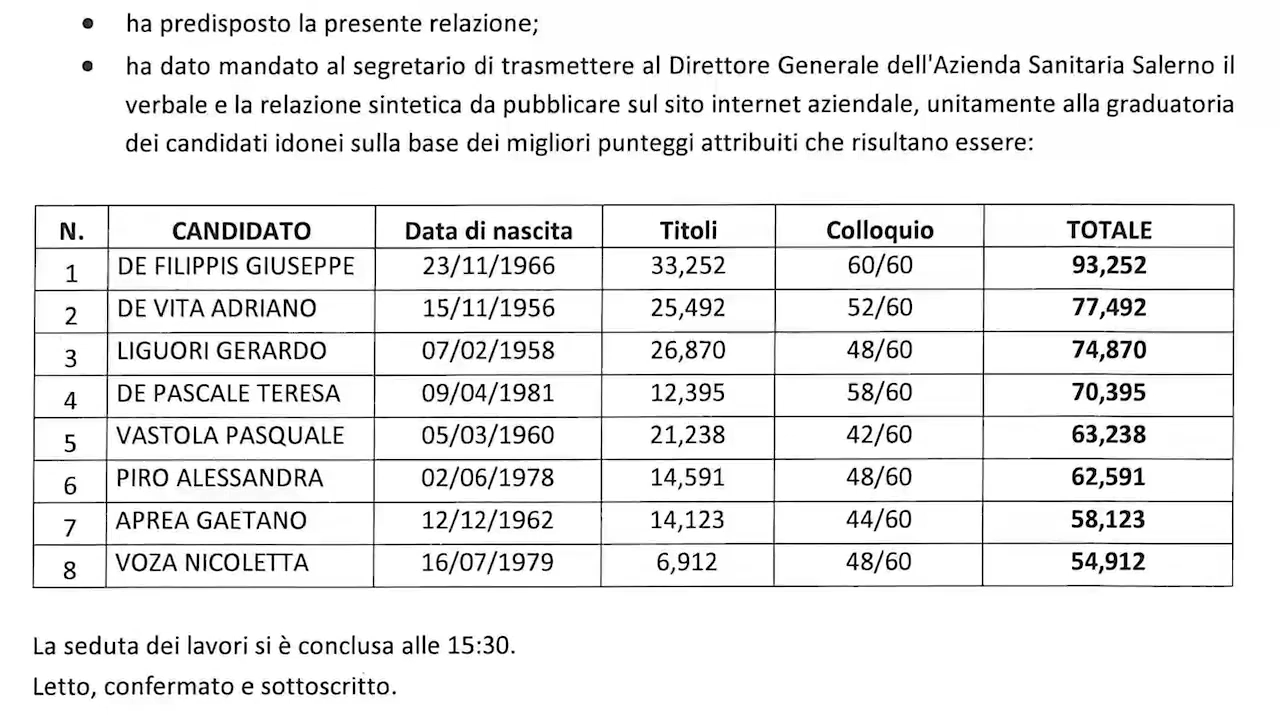 • ha predisposto la presente relazione;
• ha dato mandato al segretario di trasmettere al Direttore Generale dell'Azienda Sanitaria Salerno il
verbale e la relazione sintetica da pubblicare sul sito internet aziendale, unitamente alla graduatoria
dei candidati idonei sulla base dei migliori punteggi attribuiti che risultano essere:
N. CANDIDATO Data di nascita Titoli Colloquio TOTALE
1 DE FILIPPIS GIUSEPPE 23/11/1966 33,252 60/60 93,252
2 DE VITA ADRIANO 15/11/1956 25,492 52/60 77,492
3 LIGUORI GERARDO 07/02/1958 26,870 48/60 74,870
4 DE PASCALE TERESA 09/04/1981 12,395 58/60 70,395
5 VASTOLA PASQUALE 05/03/1960 21,238 42/60 63,238
6 PIRO ALESSANDRA 02/06/1978 14,591 48/60 62,591
7 APREA GAETANO 12/12/1962 14,123 44/60 58,123
8 VOZA NICOLETTA 16/07/1979 6,912 48/60 54,912
La seduta dei lavori si è conclusa alle 15:30.
Letto, confermato e sottoscritto.